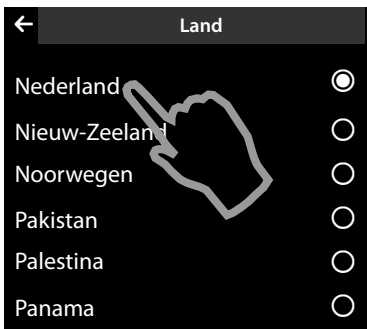 Land
Nederland
Nieuw-Zeeland
Noorwegen
Pakistan
Palestina
Panama